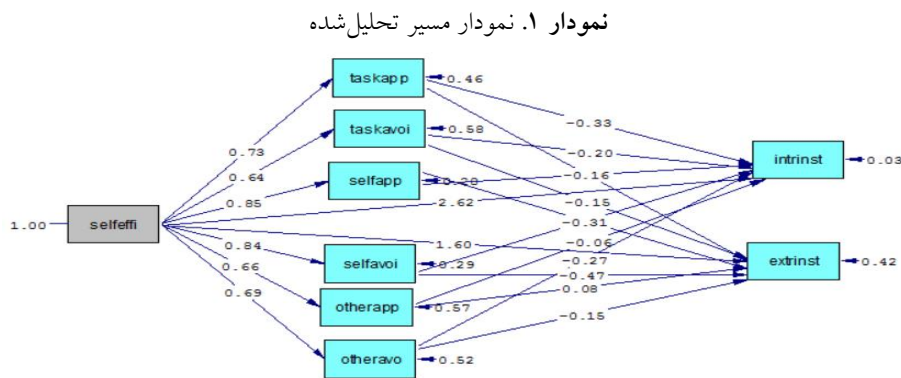 نمودار ۱. نمودار مسیر تحلیل‌شده
taskapp
0.46
-0.33
taskavoi
0.58
-0.20
intrinst
0.03
0.73
0.64
selfapp
-0.16
-0.15
2.62
0.85
-0.31
1.00
selfeffi
0.84
1.60
-0.06
-0.27
selfavoi
0.29
-0.47
extrinst
0.42
0.66
0.08
0.69
otherapp
0.57
-0.15
otheravo
0.52